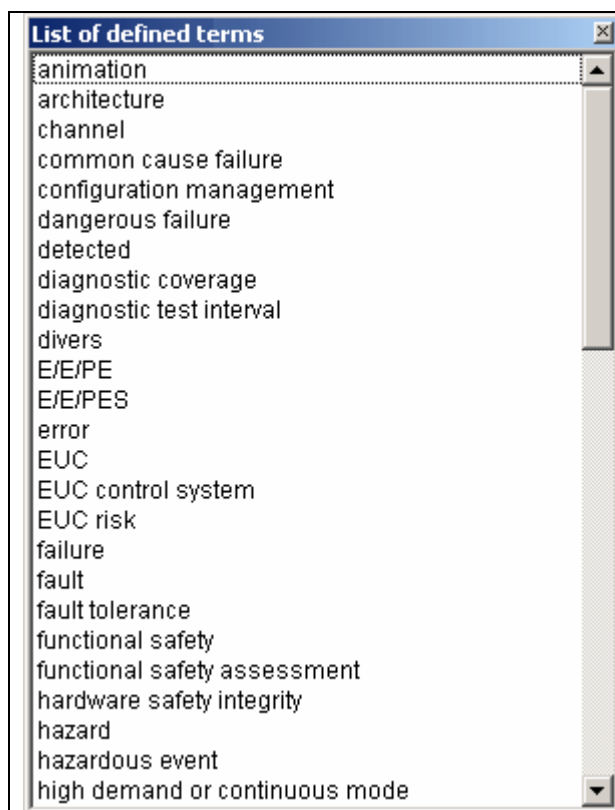 List of defined terms
animation
architecture
channel
common cause failure
configuration management
dangerous failure
detected
diagnostic coverage
diagnostic test interval
divers
E/E/PE
E/E/PES
error
EUC
EUC control system
EUC risk
failure
fault
fault tolerance
functional safety
functional safety assessment
hardware safety integrity
hazard
hazardous event
high demand or continuous mode